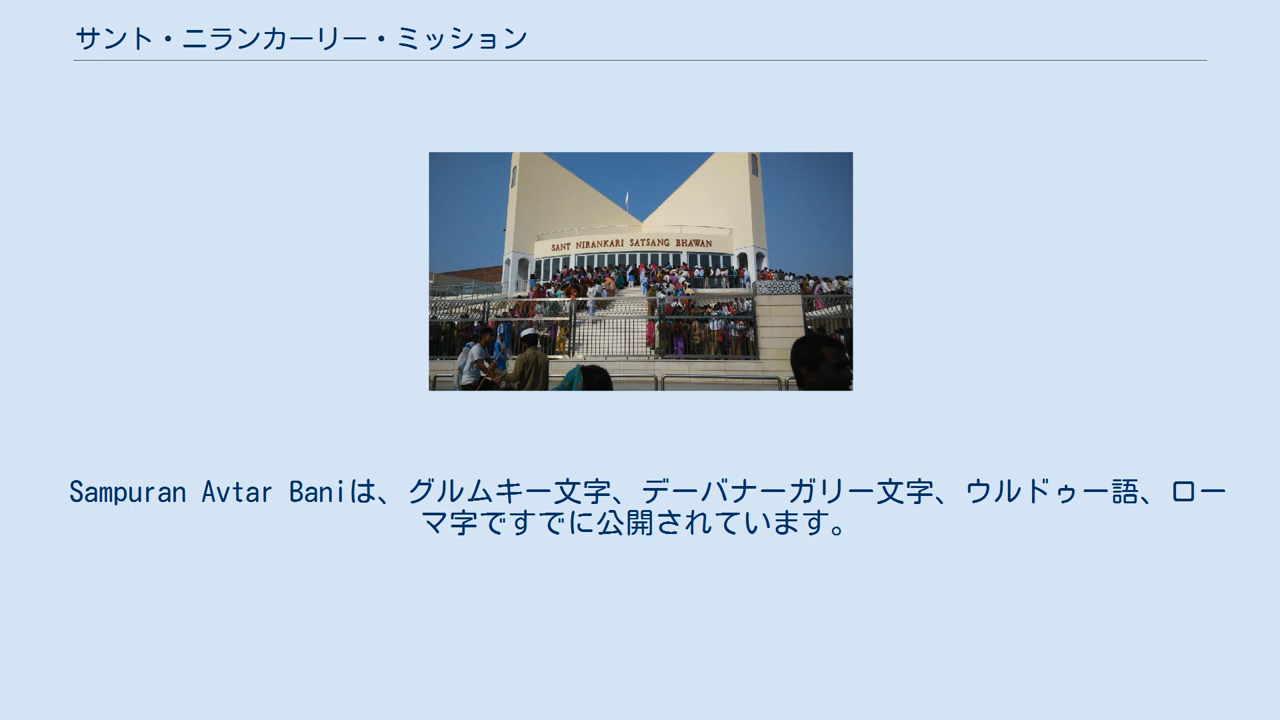 サント・ニランカーリー・ミッション
SANT NIRANKARI SATSANG BHAWAN
Sampuran Avtar Baniは、グルムキー文字、デーバナーガリー文字、ウルドゥー語、ロー
マ字ですでに公開されています。